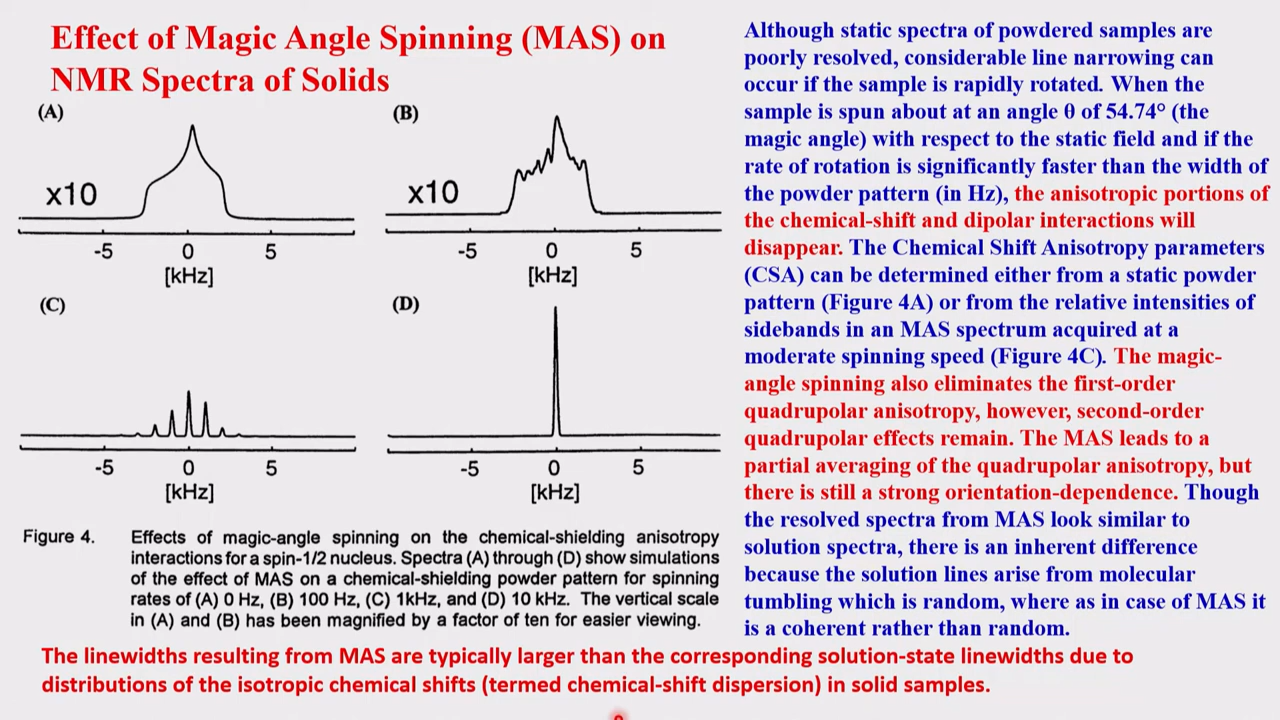 Effect of Magic Angle Spinning (MAS) on
NMR Spectra of Solids
(A)
x10
-5 0 5
[kHz]
(B)
x10
-5 0 5
[kHz]
(C)
-5 0 5
[kHz]
(D)
-5 0 5
[kHz]
Figure 4. Effects of magic-angle spinning on the chemical-shielding anisotropy
interactions for a spin-1/2 nucleus. Spectra (A) through (D) show simulations
of the effect of MAS on a chemical-shielding powder pattern for spinning
rates of (A) 0 Hz, (B) 100 Hz, (C) 1kHz, and (D) 10 kHz. The vertical scale
in (A) and (B) has been magnified by a factor of ten for easier viewing.
Although static spectra of powdered samples are
poorly resolved, considerable line narrowing can
occur if the sample is rapidly rotated. When the
sample is spun about at an angle θ of 54.74° (the
magic angle) with respect to the static field and if the
rate of rotation is significantly faster than the width of
the powder pattern (in Hz), the anisotropic portions of
the chemical-shift and dipolar interactions will
disappear. The Chemical Shift Anisotropy parameters
(CSA) can be determined either from a static powder
pattern (Figure 4A) or from the relative intensities of
sidebands in an MAS spectrum acquired at a
moderate spinning speed (Figure 4C). The magic-
angle spinning also eliminates the first-order
quadrupolar anisotropy, however, second-order
quadrupolar effects remain. The MAS leads to a
partial averaging of the quadrupolar anisotropy, but
there is still a strong orientation-dependence. Though
the resolved spectra from MAS look similar to
solution spectra, there is an inherent difference
because the solution lines arise from molecular
tumbling which is random, where as in case of MAS it
is a coherent rather than random.
The linewidths resulting from MAS are typically larger than the corresponding solution-state linewidths due to
distributions of the isotropic chemical shifts (termed chemical-shift dispersion) in solid samples.